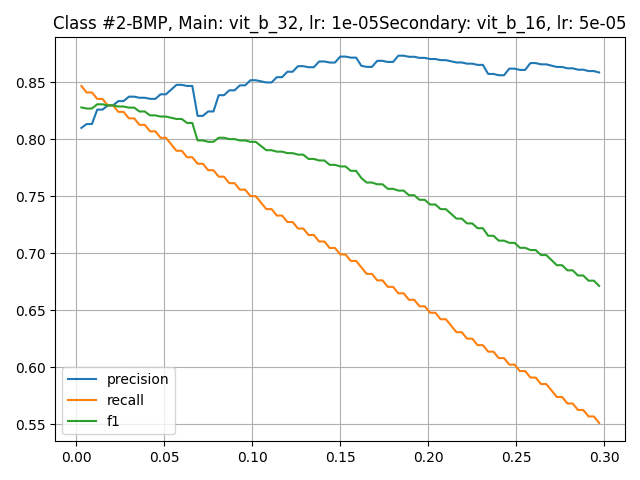 Class #2-BMP, Main: vit_b_32, lr: 1e-05Secondary: vit_b_16, lr: 5e-05
0.85
0.80
0.75
0.70
0.65
0.60
0.55
precision
recall
f1
0.00 0.05 0.10 0.15 0.20 0.25 0.30